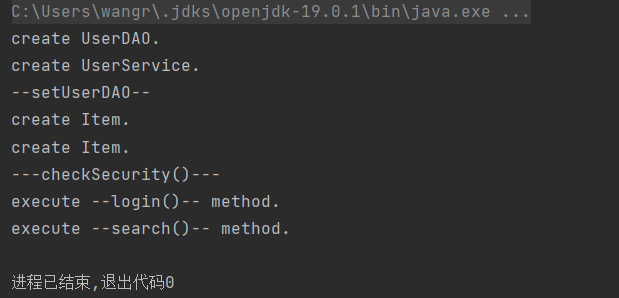 C:\Users\wangr\.jdks\openjdk-19.0.1\bin\java.exe ...
create UserDAO.
create UserService.
--setUserDAO--
create Item.
create Item.
---checkSecurity()---
execute --login()-- method.
execute --search()-- method.
进程已结束,退出代码0